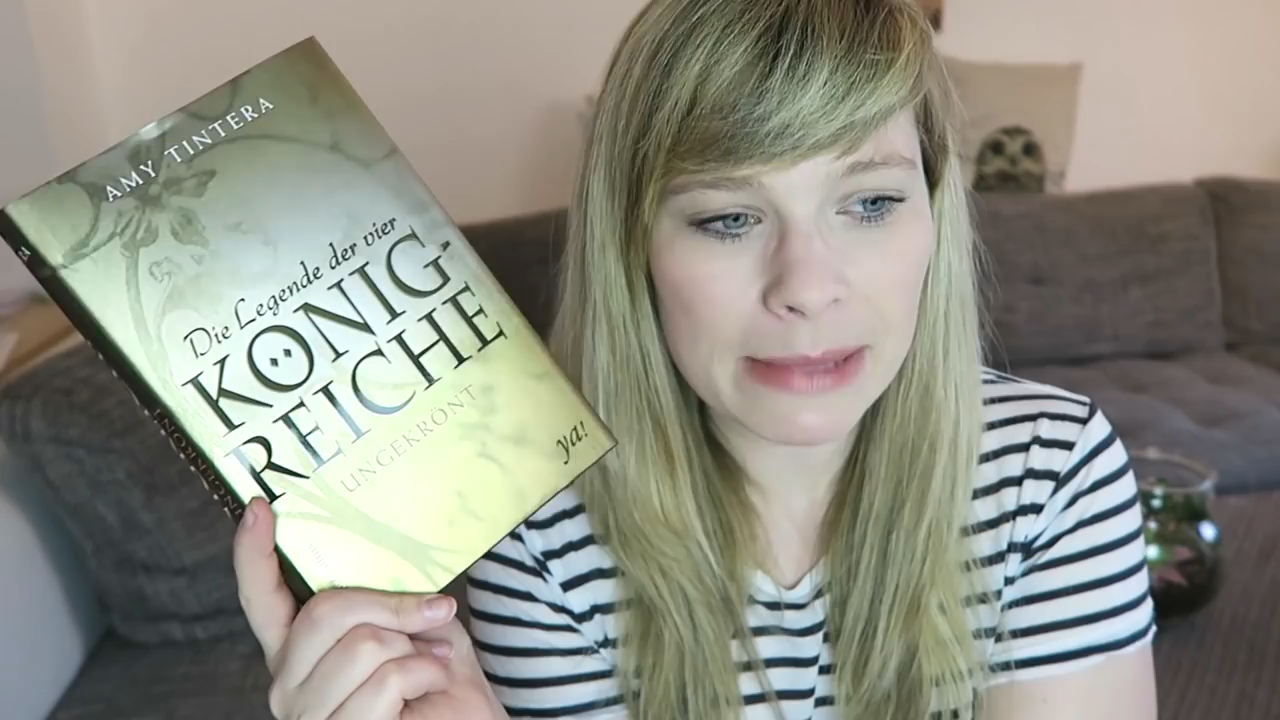 AMY TINTERA
Die Legende der vier
KÖNIG-
REICHE
UNGEKRÖNT
ya!